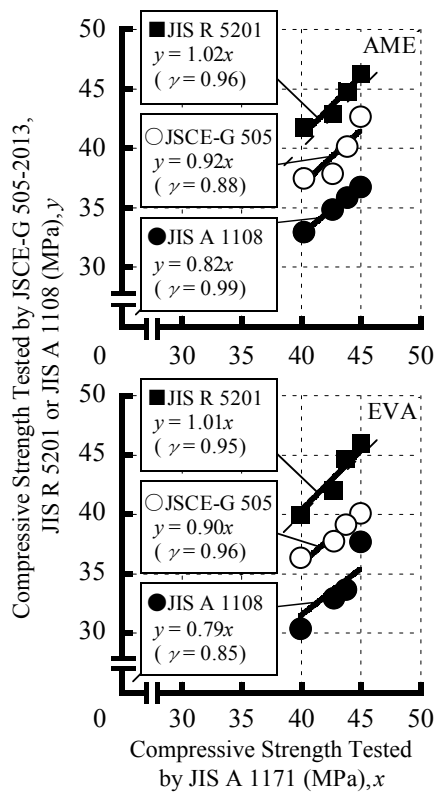 Compressive Strength Tested by JSCE-G 505-2013,
JIS R 5201 or JIS A 1108 (MPa), y
50
45
40
35
30
0
30
35
40
45
50
AME
■JIS R 5201
y = 1.02x
( γ = 0.96)
○JSCE-G 505
y = 0.92x
( γ = 0.88)
●JIS A 1108
y = 0.82x
( γ = 0.99)
50
45
40
35
30
0
30
35
40
45
50
EVA
■JIS R 5201
y = 1.01x
( γ = 0.95)
○JSCE-G 505
y = 0.90x
( γ = 0.96)
●JIS A 1108
y = 0.79x
( γ = 0.85)
Compressive Strength Tested
by JIS A 1171 (MPa), x